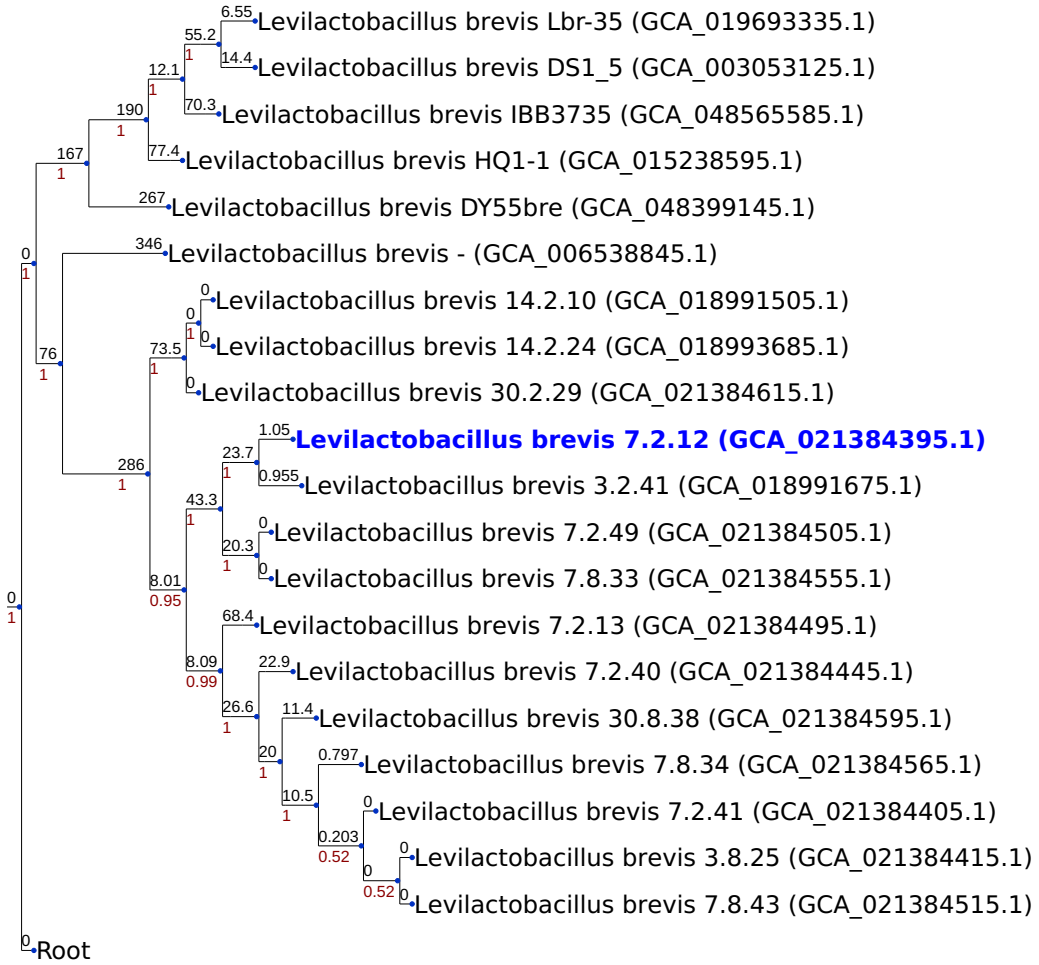 6.55
Levilactobacillus brevis Lbr-35 (GCA_019693335.1)
55.2
1
14.4
Levilactobacillus brevis DS1_5 (GCA_003053125.1)
12.1
1
70.3
Levilactobacillus brevis IBB3735 (GCA_048565585.1)
190
1
77.4
Levilactobacillus brevis HQ1-1 (GCA_015238595.1)
167
1
267
Levilactobacillus brevis DY55bre (GCA_048399145.1)
0
1
346
Levilactobacillus brevis - (GCA_006538845.1)
0
Levilactobacillus brevis 14.2.10 (GCA_018991505.1)
0
1
0
Levilactobacillus brevis 14.2.24 (GCA_018993685.1)
76
1
73.5
1
0
Levilactobacillus brevis 30.2.29 (GCA_021384615.1)
1.05
Levilactobacillus brevis 7.2.12 (GCA_021384395.1)
23.7
1
0.955
Levilactobacillus brevis 3.2.41 (GCA_018991675.1)
286
1
43.3
1
0
Levilactobacillus brevis 7.2.49 (GCA_021384505.1)
20.3
1
0
Levilactobacillus brevis 7.8.33 (GCA_021384555.1)
8.01
0.95
0
1
68.4
Levilactobacillus brevis 7.2.13 (GCA_021384495.1)
8.09
0.99
22.9
Levilactobacillus brevis 7.2.40 (GCA_021384445.1)
26.6
1
11.4
Levilactobacillus brevis 30.8.38 (GCA_021384595.1)
20
1
0.797
Levilactobacillus brevis 7.8.34 (GCA_021384565.1)
10.5
1
0
Levilactobacillus brevis 7.2.41 (GCA_021384405.1)
0.203
0.52
0
Levilactobacillus brevis 3.8.25 (GCA_021384415.1)
0
0.52
0
Levilactobacillus brevis 7.8.43 (GCA_021384515.1)
0
Root